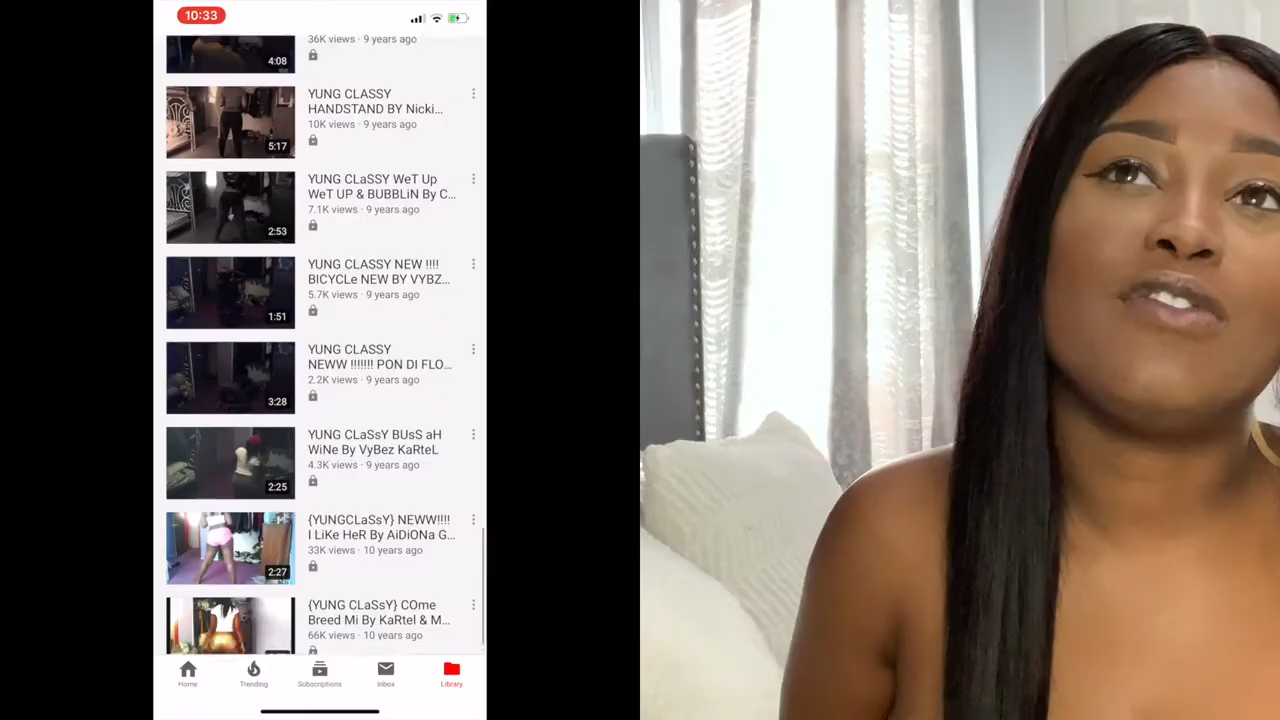 10:33
36K views · 9 years ago
4:08
YUNG CLASSY
HANDSTAND BY Nicki...
10K views · 9 years ago
5:17
YUNG CLaSSY WeT Up
WeT UP & BUBBLiN By C...
7.1K views · 9 years ago
2:53
YUNG CLASSY NEW !!!!
BICYCLe NEW BY VYBZ...
5.7K views · 9 years ago
1:51
YUNG CLASSY
NEWW !!!!!!! PON DI FLO...
2.2K views · 9 years ago
3:28
YUNG CLaSsY BUsS aH
WiNe By VyBez KaRteL
4.3K views · 9 years ago
2:25
{YUNGCLaSsY} NEWW!!!!
I LiKe HeR By AiDiONa G...
33K views · 10 years ago
2:27
{YUNG CLaSsY} COme
Breed Mi By KaRtel & M...
66K views · 10 years ago
Home
Trending
Subscriptions
Inbox
Library